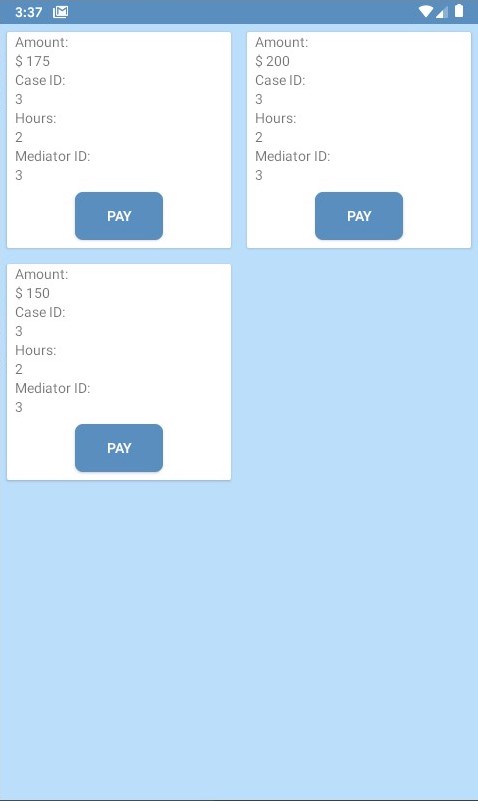 3:37
Amount:
$ 175
Case ID:
3
Hours:
2
Mediator ID:
3
PAY
Amount:
$ 200
Case ID:
3
Hours:
2
Mediator ID:
3
PAY
Amount:
$ 150
Case ID:
3
Hours:
2
Mediator ID:
3
PAY